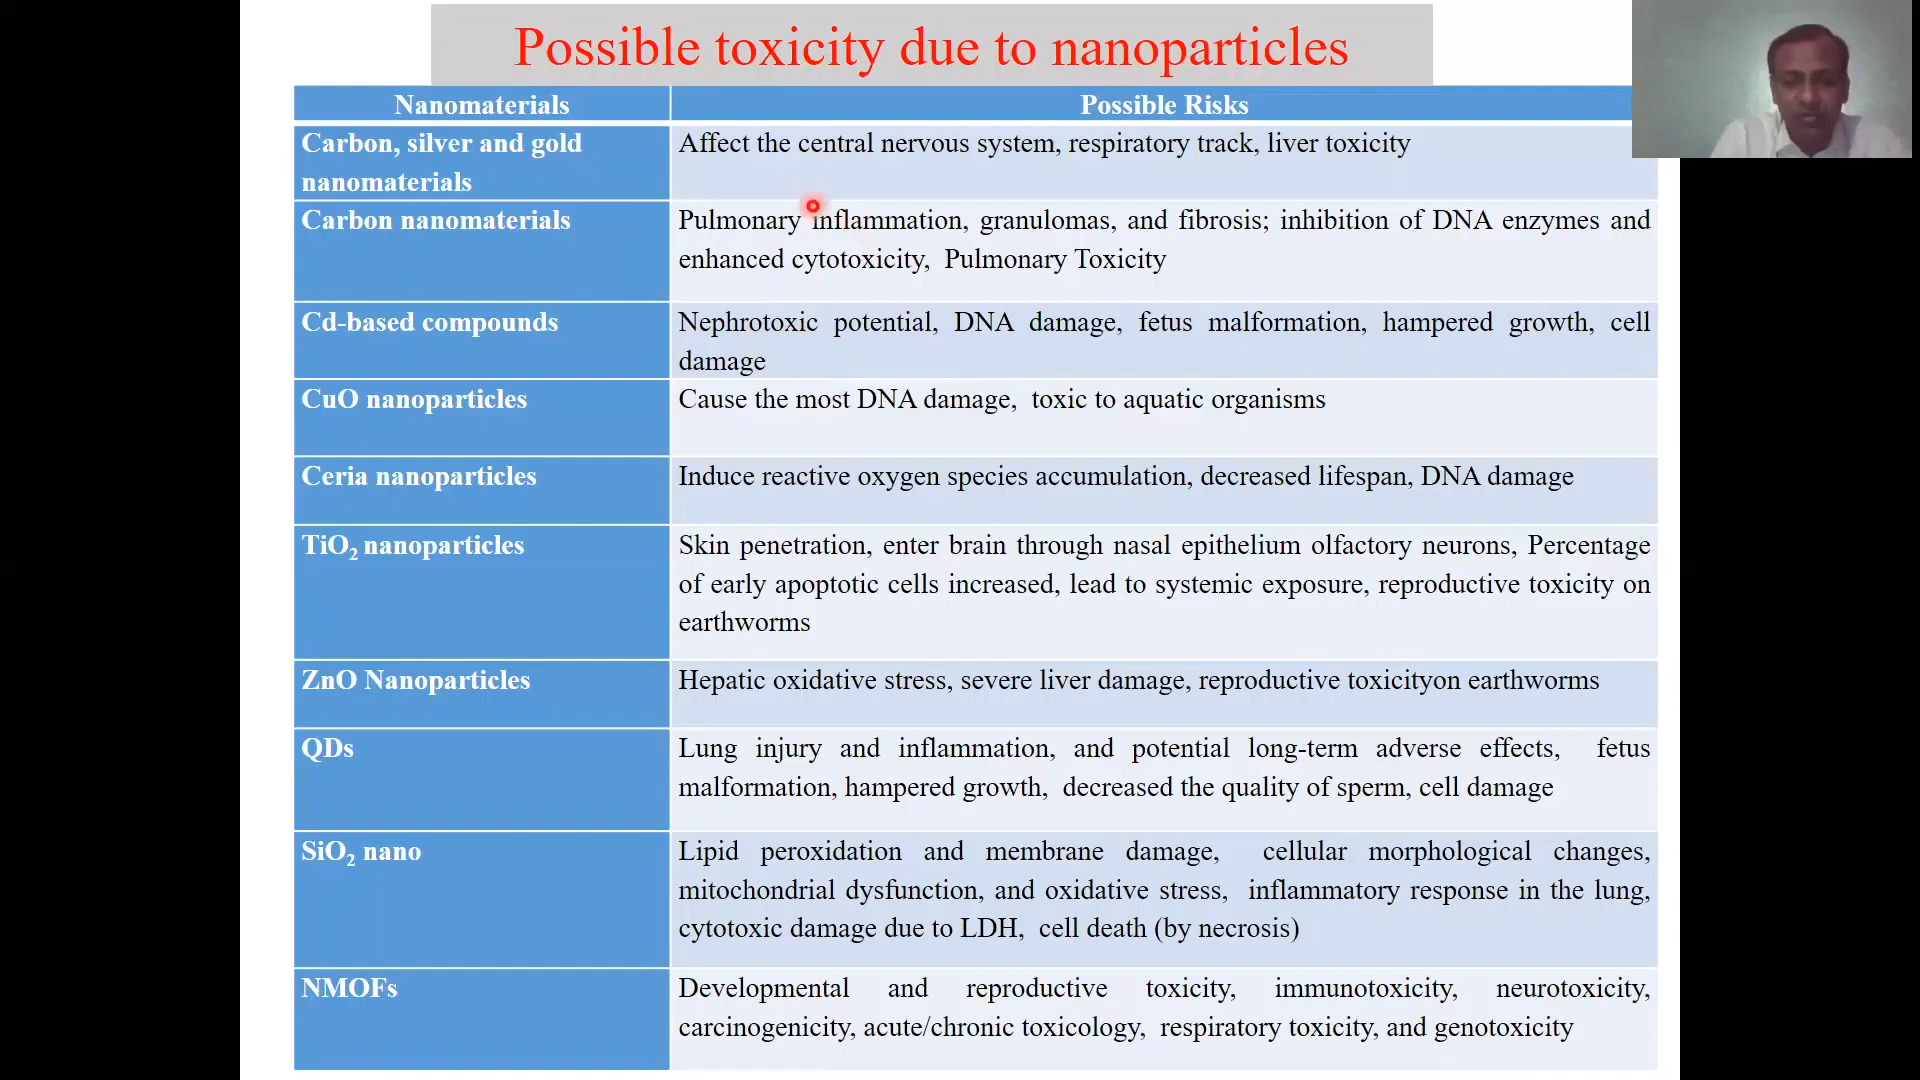 Possible toxicity due to nanoparticles
Nanomaterials
Possible Risks
Carbon, silver and gold
nanomaterials
Affect the central nervous system, respiratory track, liver toxicity
Carbon nanomaterials
Pulmonary inflammation, granulomas, and fibrosis; inhibition of DNA enzymes and
enhanced cytotoxicity, Pulmonary Toxicity
Cd-based compounds
Nephrotoxic potential, DNA damage, fetus malformation, hampered growth, cell
damage
CuO nanoparticles
Cause the most DNA damage, toxic to aquatic organisms
Ceria nanoparticles
Induce reactive oxygen species accumulation, decreased lifespan, DNA damage
TiO₂ nanoparticles
Skin penetration, enter brain through nasal epithelium olfactory neurons, Percentage
of early apoptotic cells increased, lead to systemic exposure, reproductive toxicity on
earthworms
ZnO Nanoparticles
Hepatic oxidative stress, severe liver damage, reproductive toxicityon earthworms
QDs
Lung injury and inflammation, and potential long-term adverse effects, fetus
malformation, hampered growth, decreased the quality of sperm, cell damage
SiO₂ nano
Lipid peroxidation and membrane damage, cellular morphological changes,
mitochondrial dysfunction, and oxidative stress, inflammatory response in the lung,
cytotoxic damage due to LDH, cell death (by necrosis)
NMOFs
Developmental and reproductive toxicity, immunotoxicity, neurotoxicity,
carcinogenicity, acute/chronic toxicology, respiratory toxicity, and genotoxicity